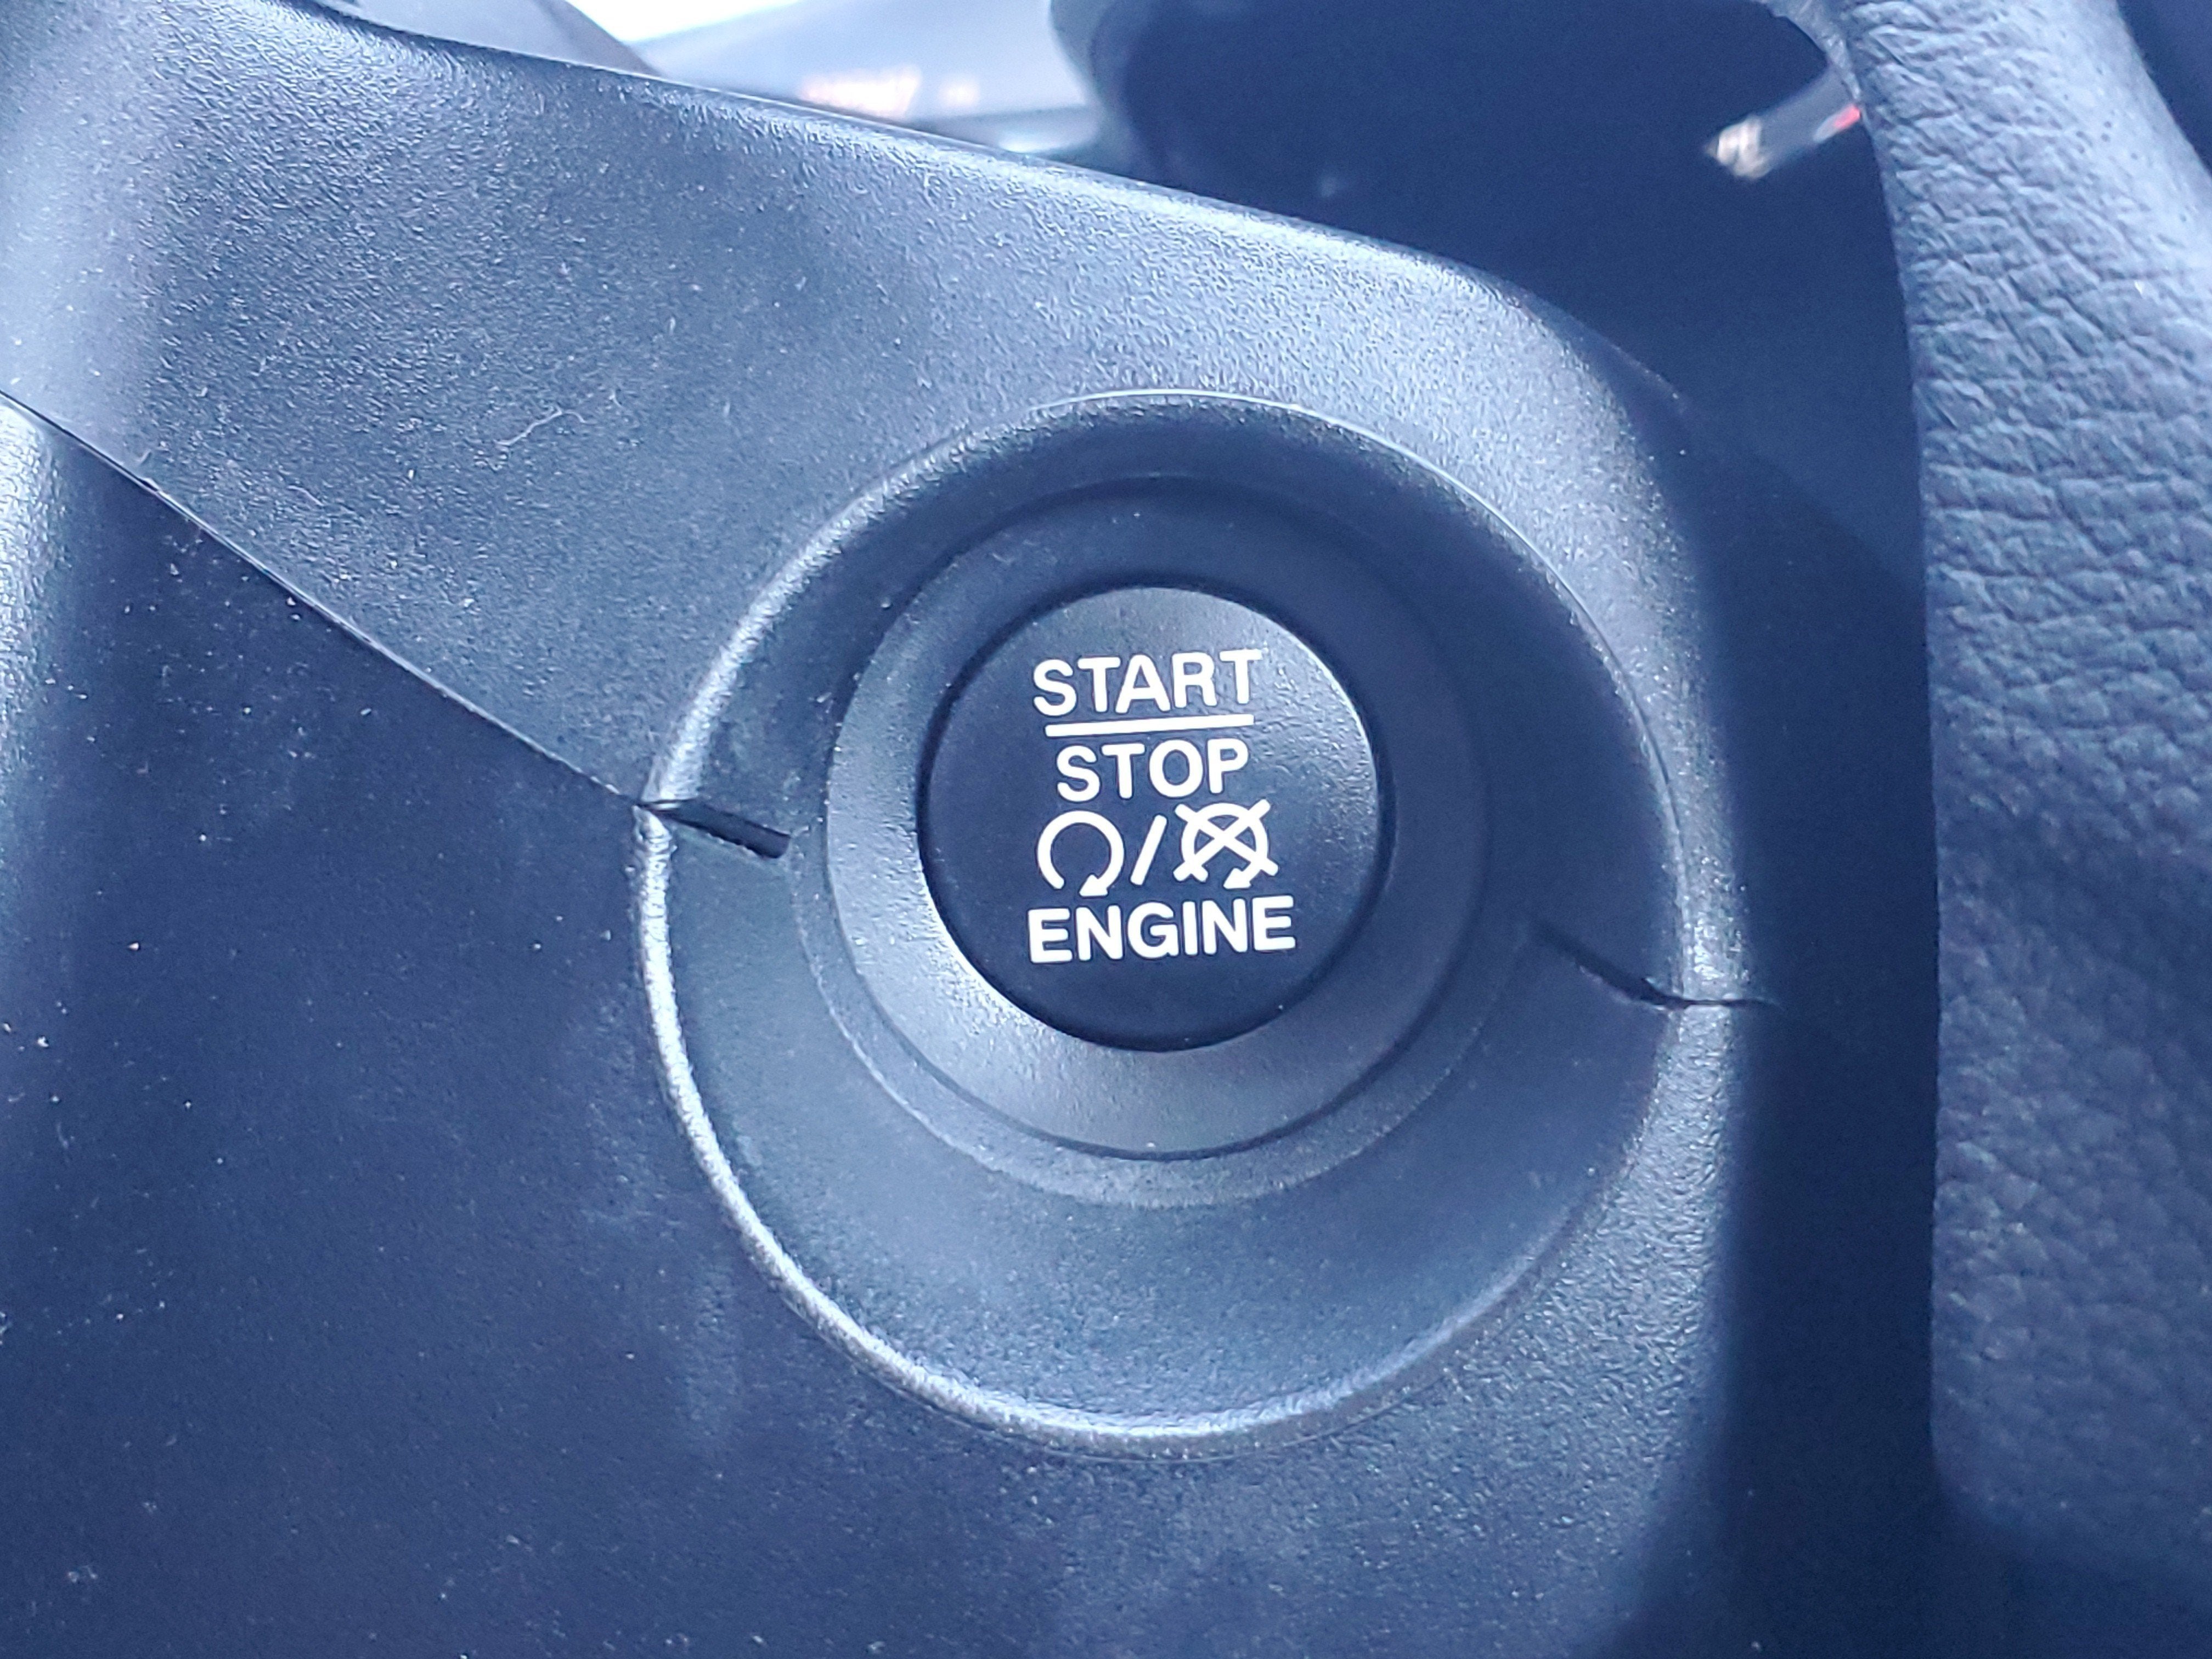 START
STOP
/
ENGINE